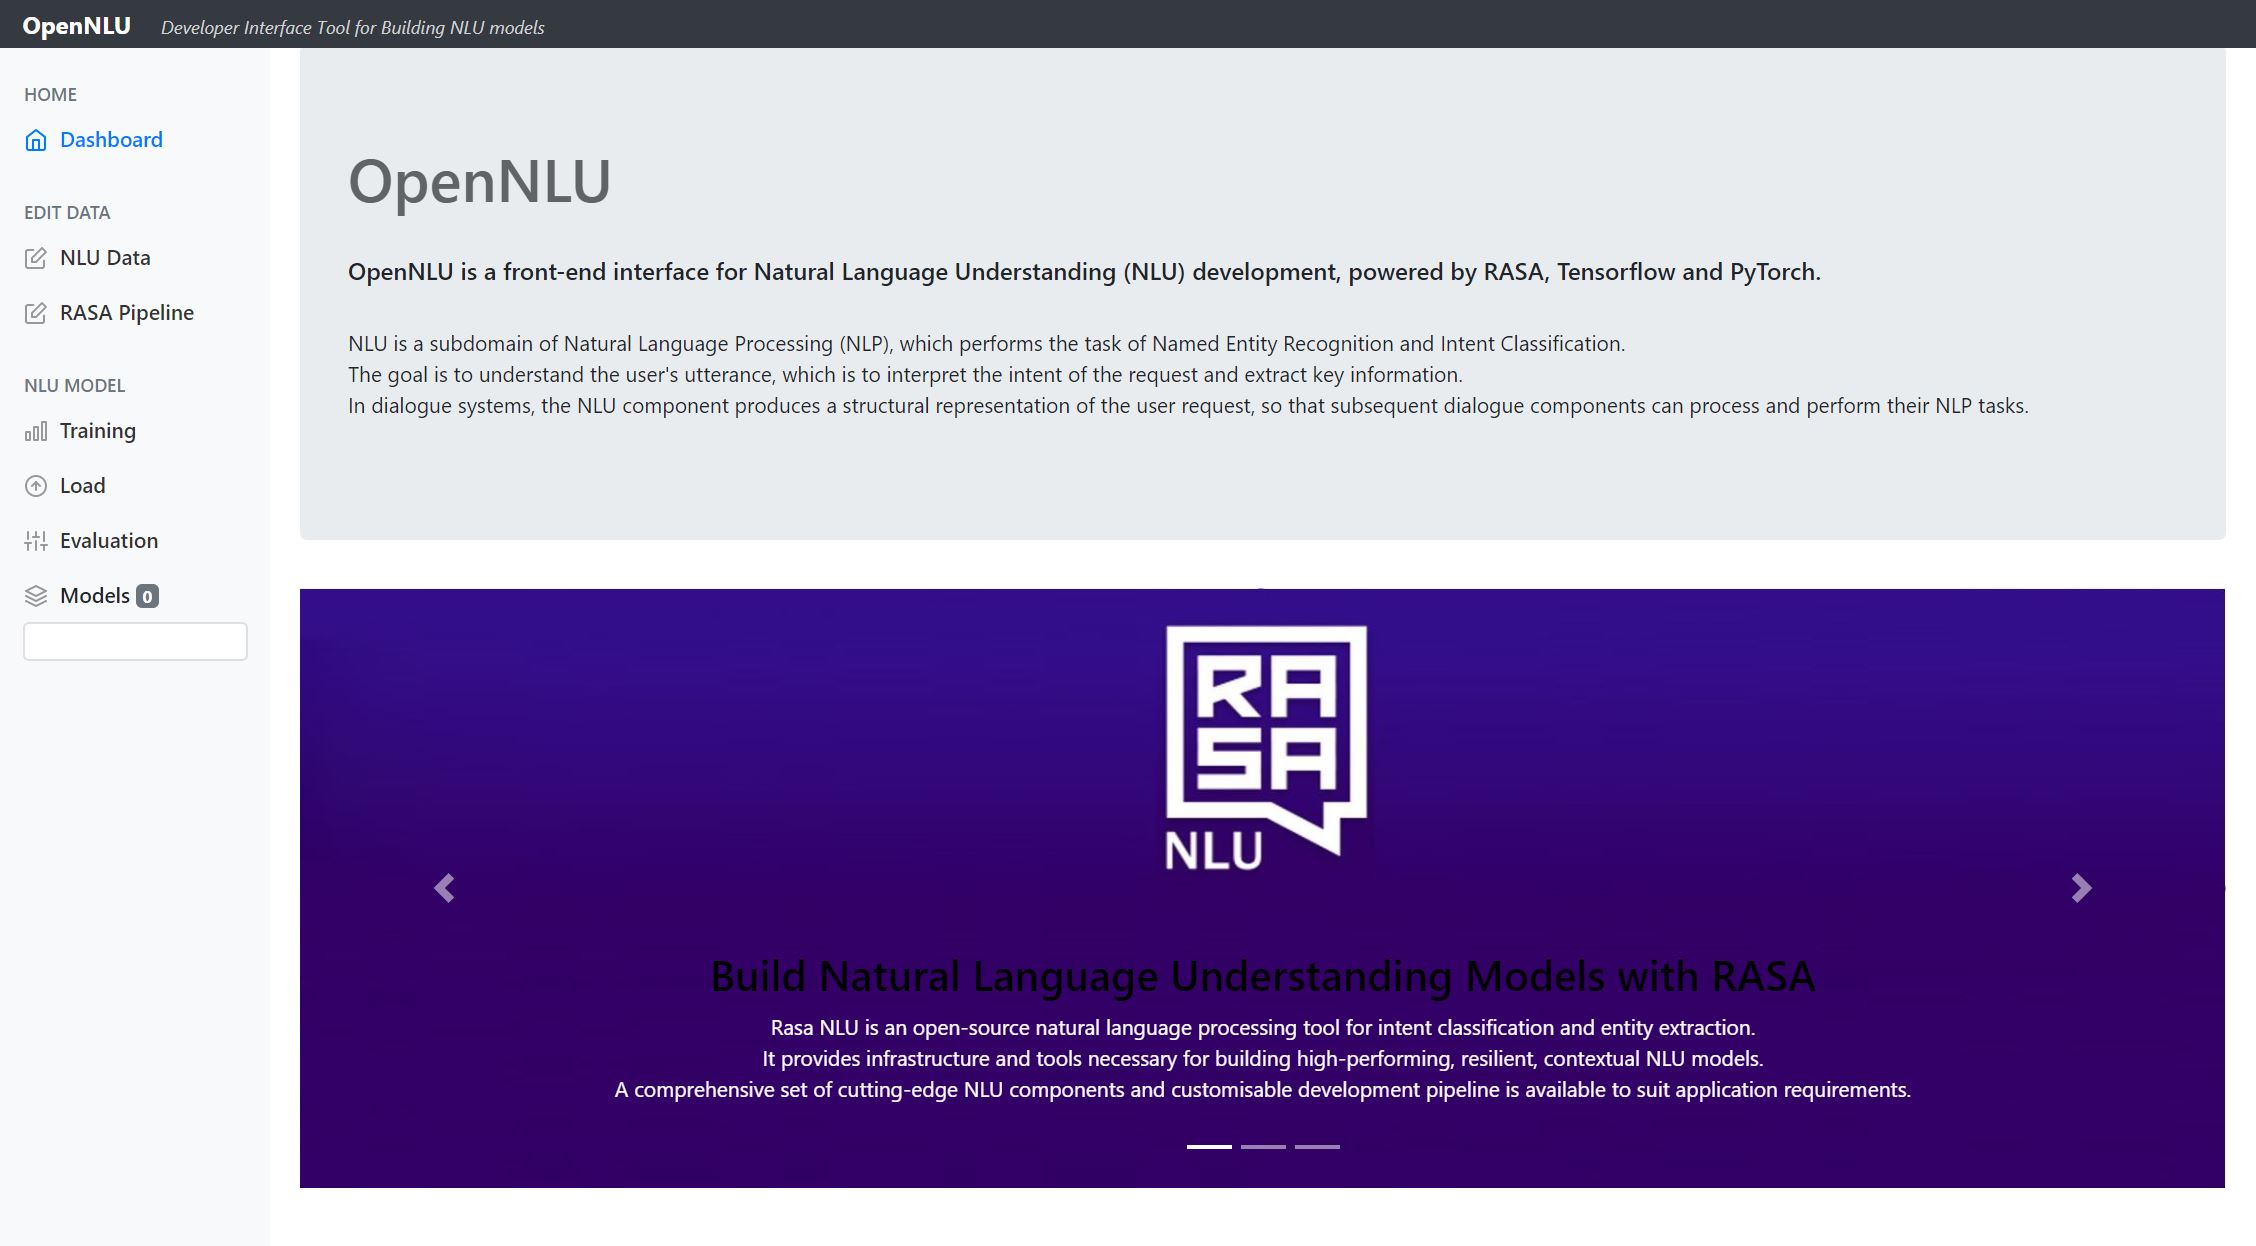 OpenNLU Developer Interface Tool for Building NLU models
HOME
Dashboard
EDIT DATA
NLU Data
RASA Pipeline
NLU MODEL
Training
Load
Evaluation
Models 0
OpenNLU
OpenNLU is a front-end interface for Natural Language Understanding (NLU) development, powered by RASA, Tensorflow and PyTorch.
NLU is a subdomain of Natural Language Processing (NLP), which performs the task of Named Entity Recognition and Intent Classification.
The goal is to understand the user's utterance, which is to interpret the intent of the request and extract key information.
In dialogue systems, the NLU component produces a structural representation of the user request, so that subsequent dialogue components can process and perform their NLP tasks.
RA
SA
NLU
Build Natural Language Understanding Models with RASA
Rasa NLU is an open-source natural language processing tool for intent classification and entity extraction.
It provides infrastructure and tools necessary for building high-performing, resilient, contextual NLU models.
A comprehensive set of cutting-edge NLU components and customisable development pipeline is available to suit application requirements.